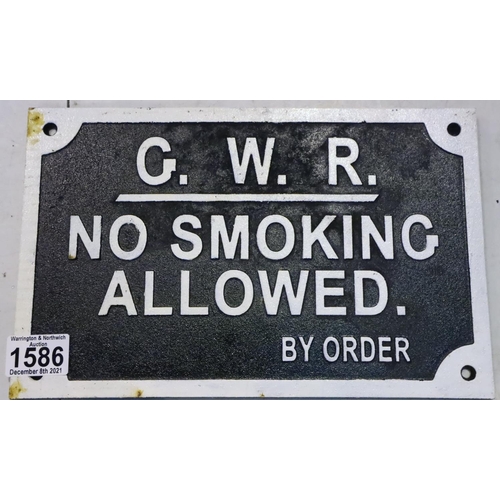 G. W. R.
NO SMOKING
ALLOWED.
BY ORDER
Warrington & Northwich
Auction
1586
December 8th 2021